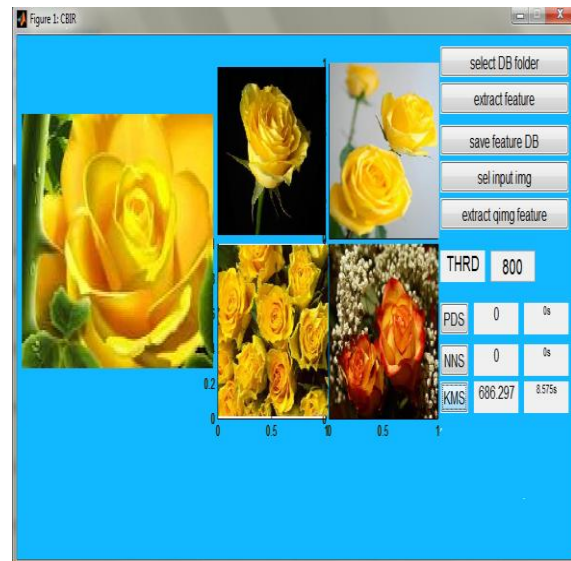 Figure 1: CBIR
select DB folder
extract feature
save feature DB
sel input img
extract qimg feature
THRD 800
PDS 0 0s
NNS 0 0s
KMS 686.297 8.575s
1
0.2
0
0 0.5 1 0 0.5 1